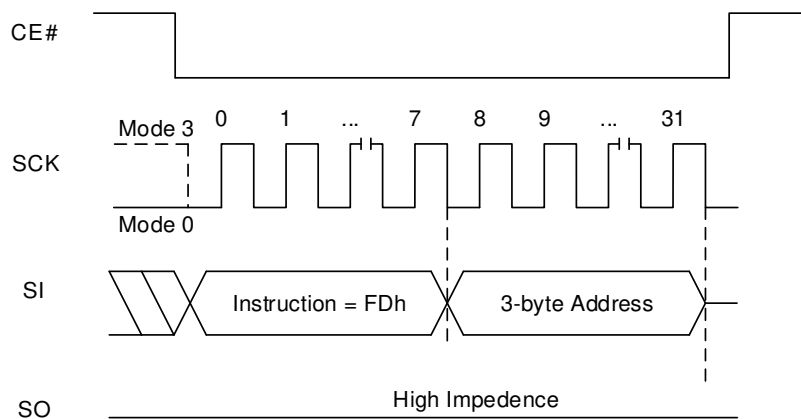 CE#
0 1 ... 7 8 9 ... 31
Mode 3
SCK
Mode 0
SI
Instruction = FDh
3-byte Address
High Impedence
SO